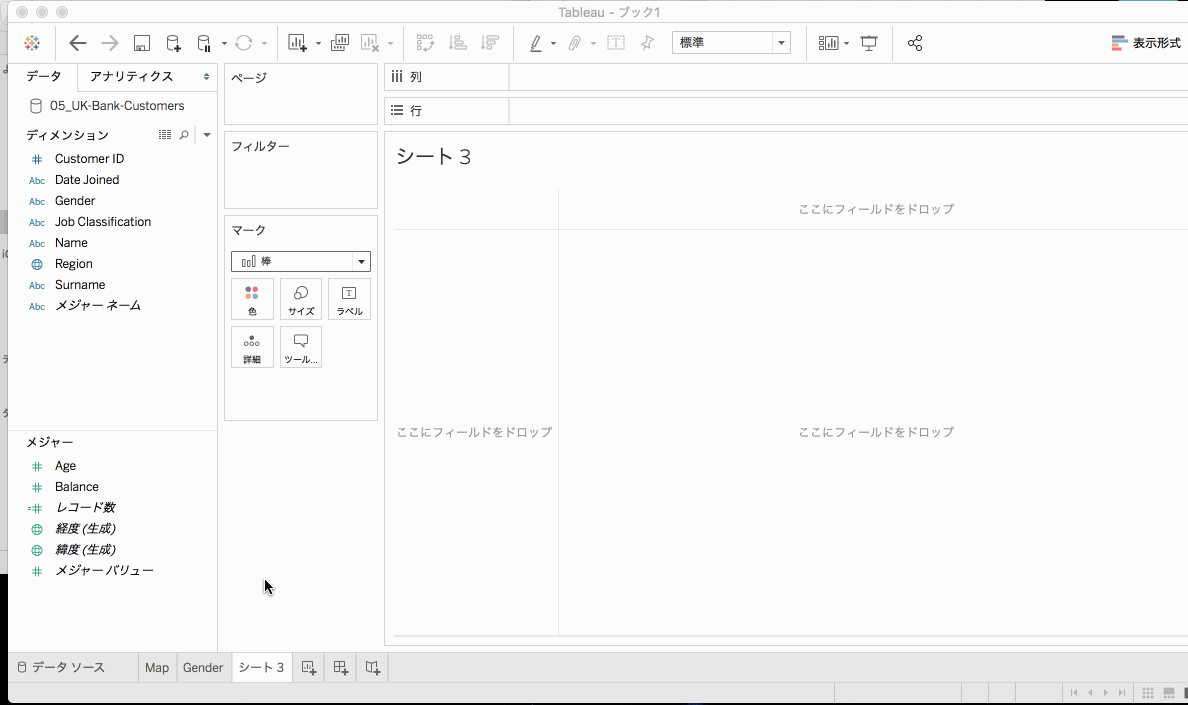 Tableau - ブック1
標準
表示形式
データ
アナリティクス
05_UK-Bank-Customers
ディメンション
Customer ID
Abc Date Joined
Abc Gender
Abc Job Classification
Abc Name
Region
Abc Surname
Abc メジャー ネーム
メジャー
Age
Balance
レコード数
経度 (生成)
緯度 (生成)
メジャー バリュー
ページ
フィルター
マーク
棒
色
サイズ
ラベル
詳細
ツール...
列
行
シート 3
ここにフィールドをドロップ
ここにフィールドをドロップ
ここにフィールドをドロップ
データ ソース
Map
Gender
シート 3